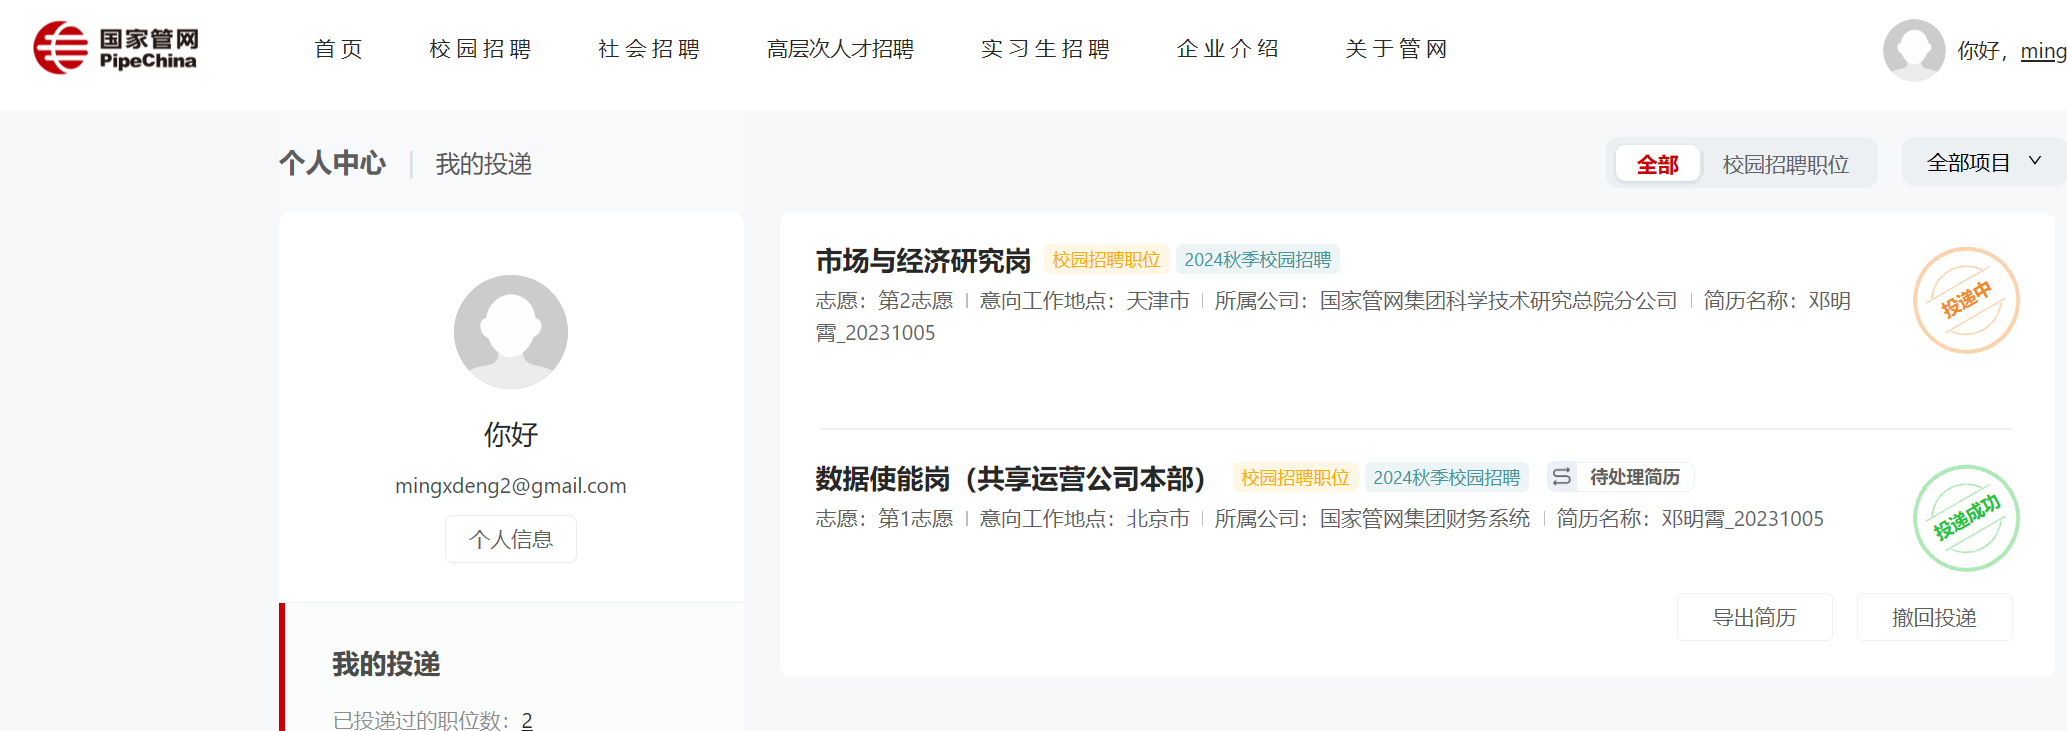 国家管网
PipeChina
首页 校园招聘 社会招聘 高层次人才招聘 实习生招聘 企业介绍 关于管网
你好，ming
个人中心 | 我的投递
全部 校园招聘职位 全部项目
你好
mingxdeng2@gmail.com
个人信息
我的投递
已投递过的职位数：2
市场与经济研究岗 校园招聘职位 2024秋季校园招聘
志愿：第2志愿 | 意向工作地点：天津市 | 所属公司：国家管网集团科学技术研究总院分公司 | 简历名称：邓明
霄_20231005
投递中
数据使能岗（共享运营公司本部） 校园招聘职位 2024秋季校园招聘 待处理简历
志愿：第1志愿 | 意向工作地点：北京市 | 所属公司：国家管网集团财务系统 | 简历名称：邓明霄_20231005
投递成功
导出简历 撤回投递